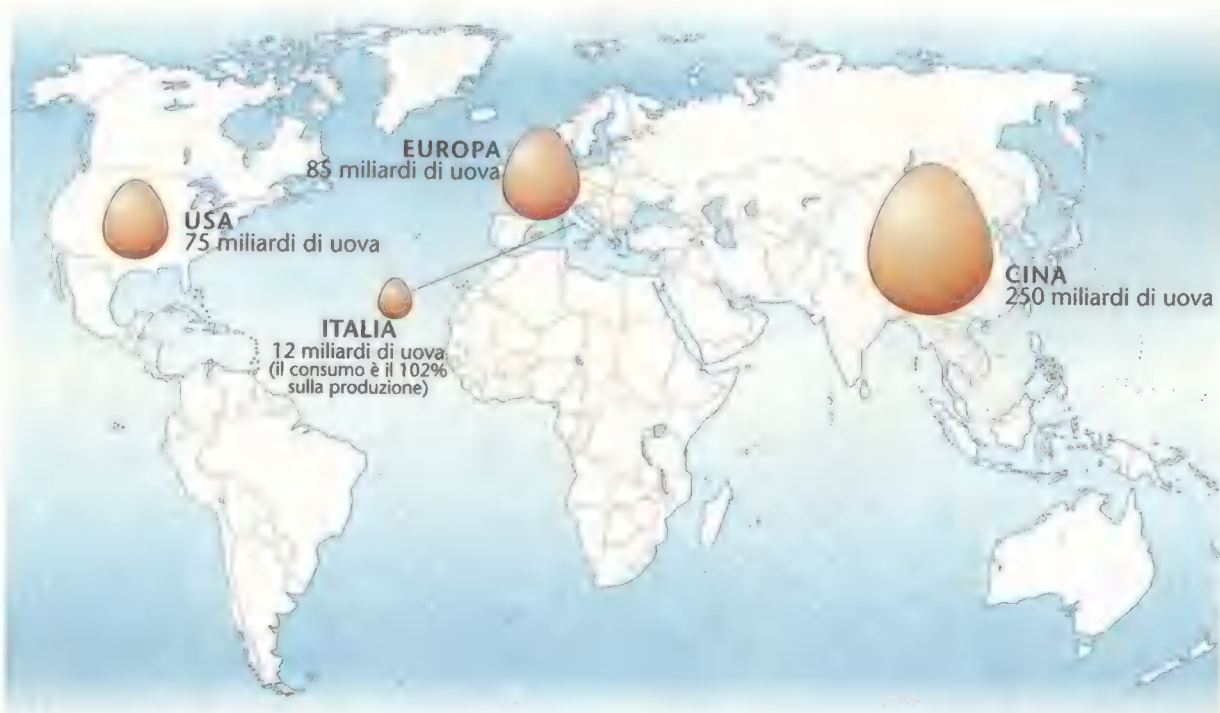 EUROPA
85 miliardi di uova
USA
75 miliardi di uova
CINA
250 miliardi di uova
ITALIA
12 miliardi di uova
(il consumo è il 102%
sulla produzione)